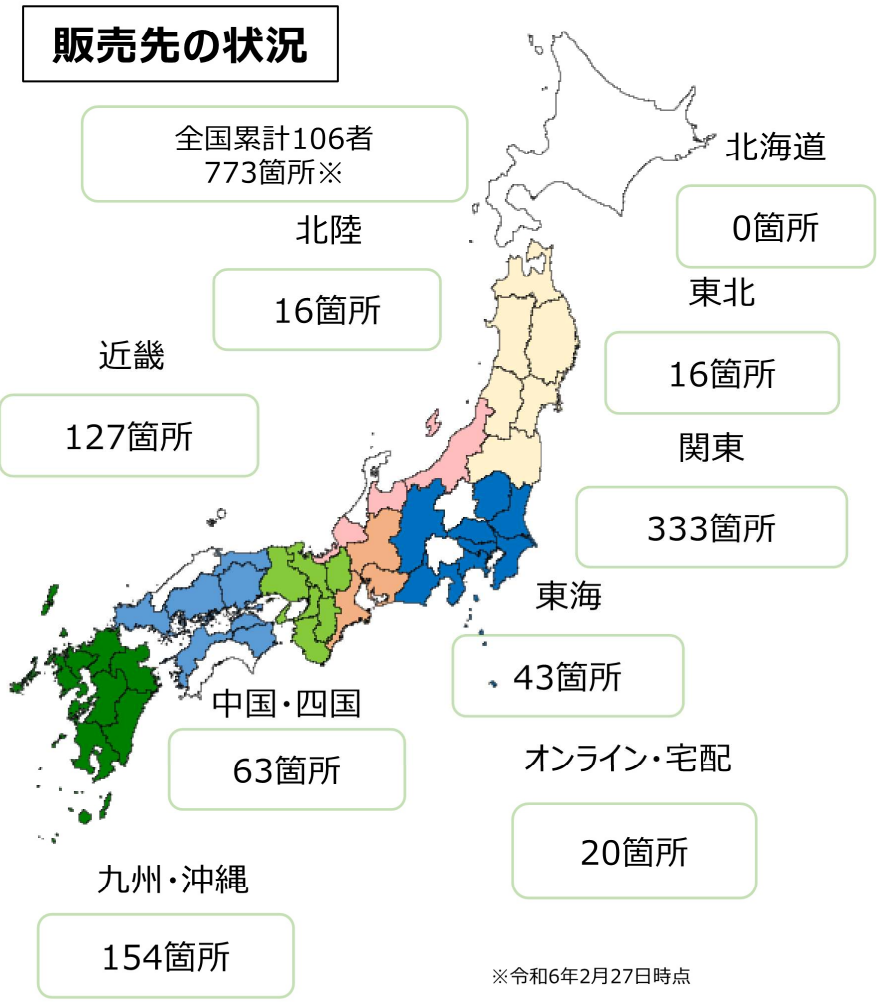 販売先の状況
全国累計106者
773箇所※
北海道
0箇所
北陸
16箇所
東北
16箇所
近畿
127箇所
関東
333箇所
東海
43箇所
中国・四国
63箇所
オンライン・宅配
20箇所
九州・沖縄
154箇所
※令和6年2月27日時点